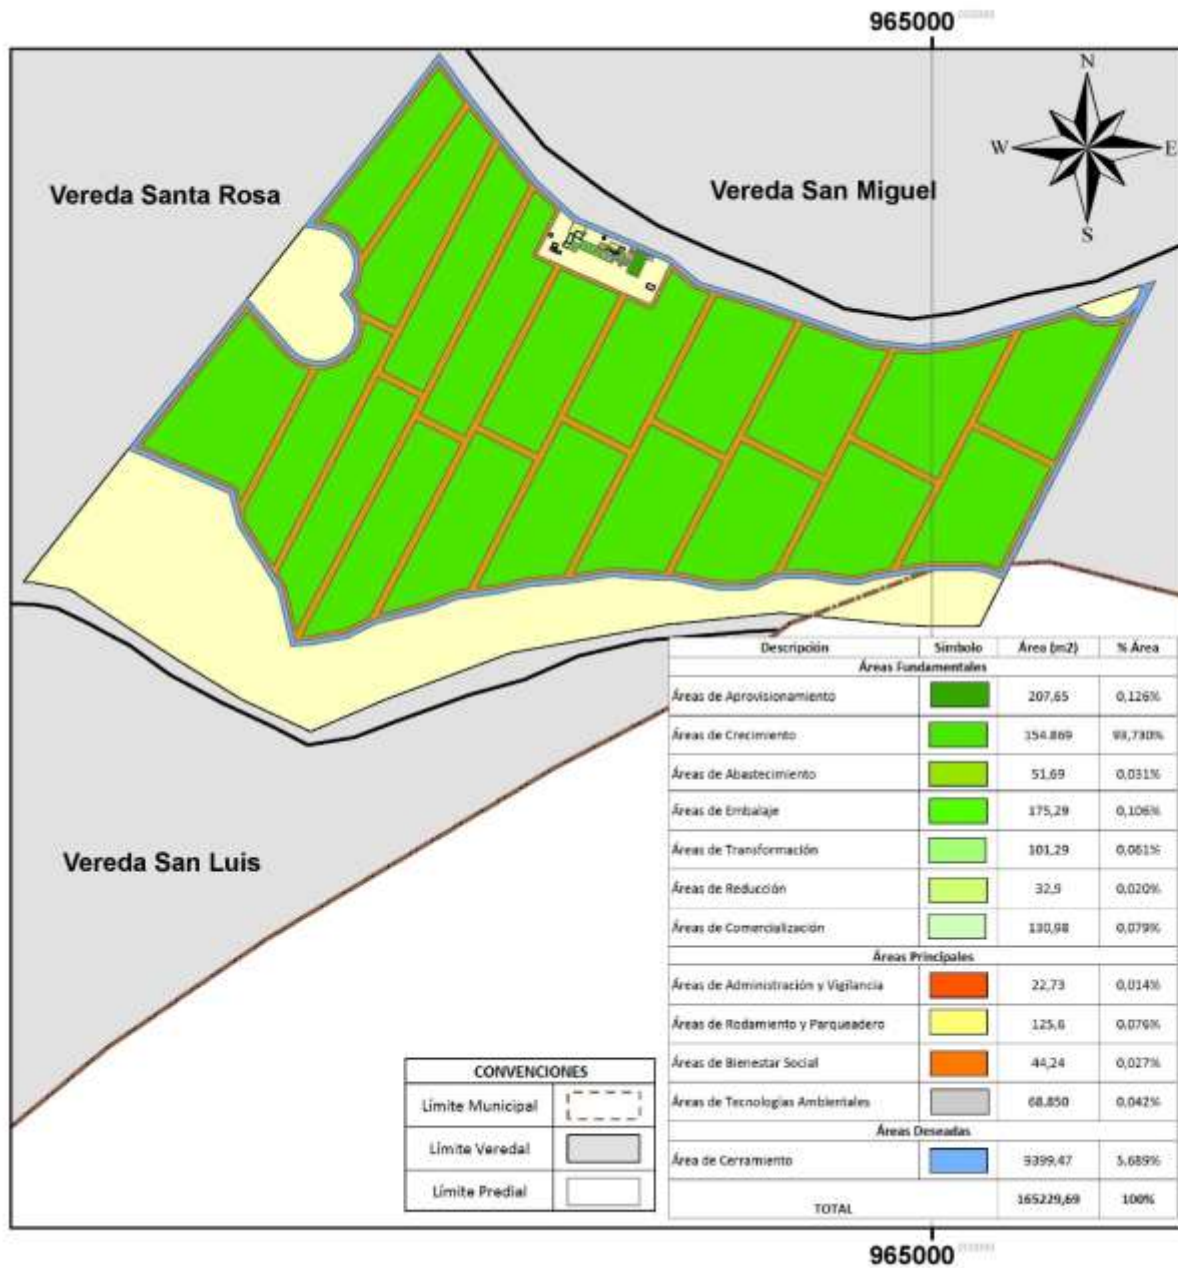 965000
N
W
E
S
Vereda Santa Rosa
Vereda San Miguel
Vereda San Luis
Descripción Símbolo Área (m2) % Área
Áreas Fundamentales
Áreas de Aprovisionamiento 207,65 0,126%
Áreas de Crecimiento 154.869 93,730%
Áreas de Abastecimiento 51,69 0,031%
Áreas de Embalaje 175,29 0,106%
Áreas de Transformación 101,29 0,061%
Áreas de Reducción 32,9 0,020%
Áreas de Comercialización 130,98 0,079%
Áreas Principales
Áreas de Administración y Vigilancia 22,73 0,014%
Áreas de Rodamiento y Parqueadero 125,6 0,076%
Áreas de Bienestar Social 44,24 0,027%
Áreas de Tecnologías Ambientales 68,850 0,042%
Áreas Deseadas
Área de Cerramiento 9399,47 5,689%
TOTAL 165229,69 100%
CONVENCIONES
Límite Municipal
Límite Veredal
Límite Predial
965000